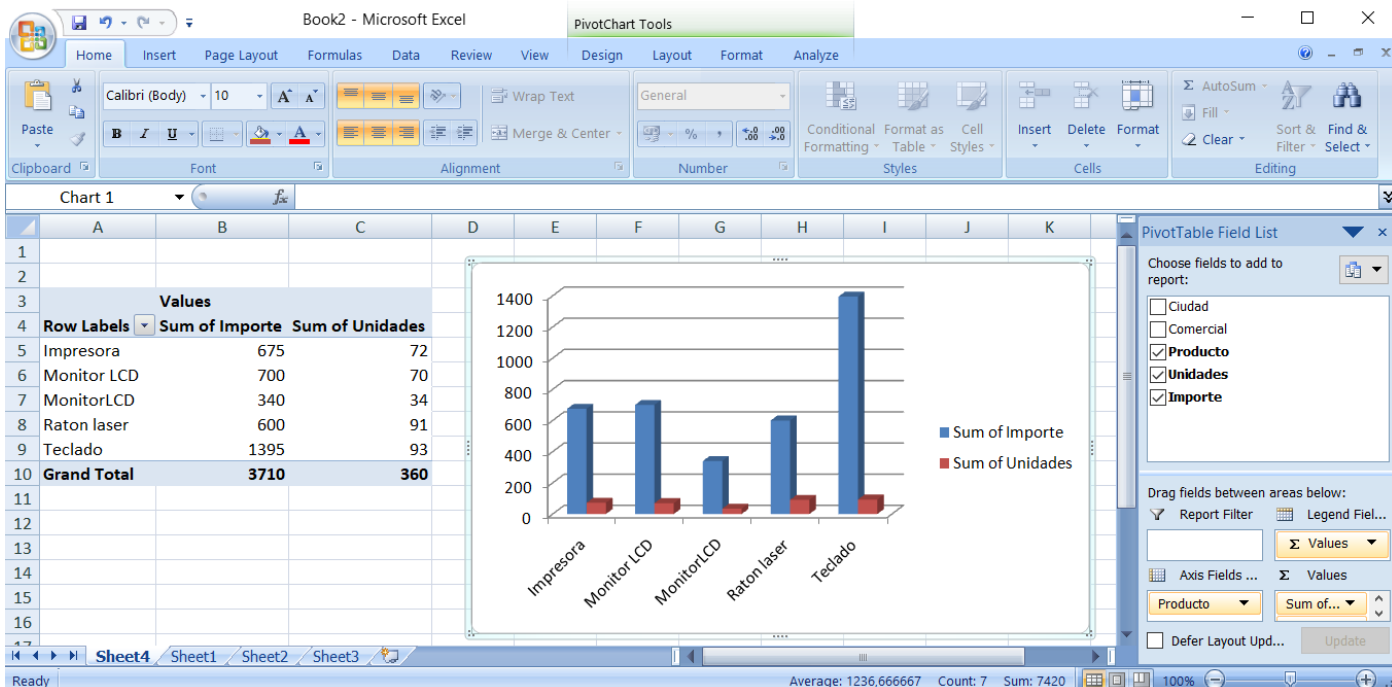 Book2 - Microsoft Excel
PivotChart Tools
Home Insert Page Layout Formulas Data Review View Design Layout Format Analyze
Calibri (Body) 10 A A Wrap Text General Σ AutoSum
Fill
Paste B I U A Merge & Center % , .00 .00 Conditional Formatting Format as Table Cell Styles Insert Delete Format Clear Sort & Filter Find & Select
Clipboard Font Alignment Number Styles Cells Editing
Chart 1 fx
A B C D E F G H I J K
1
2
3 Values
4 Row Labels Sum of Importe Sum of Unidades
5 Impresora 675 72
6 Monitor LCD 700 70
7 MonitorLCD 340 34
8 Raton laser 600 91
9 Teclado 1395 93
10 Grand Total 3710 360
11
12
13
14
15
16
17
1400
1200
1000
800
600
400
200
0
Impresora
Monitor LCD
MonitorLCD
Raton laser
Teclado
Sum of Importe
Sum of Unidades
PivotTable Field List
Choose fields to add to
report:
Ciudad
Comercial
Producto
Unidades
Importe
Drag fields between areas below:
Report Filter Legend Fiel...
Σ Values
Axis Fields ... Σ Values
Producto Sum of...
Defer Layout Upd... Update
Sheet4 Sheet1 Sheet2 Sheet3
Ready Average: 1236,666667 Count: 7 Sum: 7420 100%